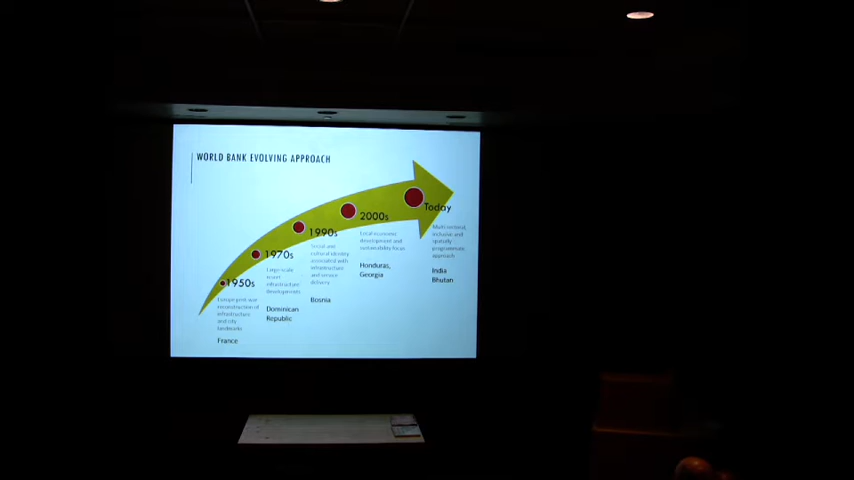 WORLD BANK EVOLVING APPROACH
1950s
Europe post war
reconstruction of
infrastructure
and city
landmarks
France
1970s
Large-scale
resort
infrastructure
developments
Dominican
Republic
1990s
Social and
cultural identity
associated with
infrastructure
and service
delivery
Bosnia
2000s
Local economic
development and
sustainability focus
Honduras,
Georgia
Today
Multi-sectoral,
inclusive and
spatially
programmatic
approach
India
Bhutan